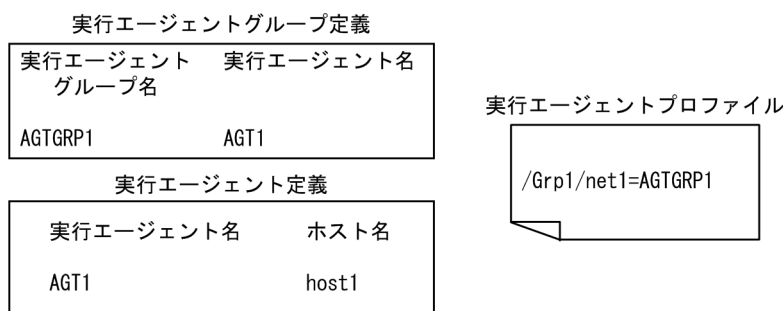 実行エージェントグループ定義
実行エージェント 実行エージェント名
グループ名
AGTGRP1 AGT1
実行エージェント定義
実行エージェント名 ホスト名
AGT1 host1
実行エージェントプロファイル
/Grp1/net1=AGTGRP1